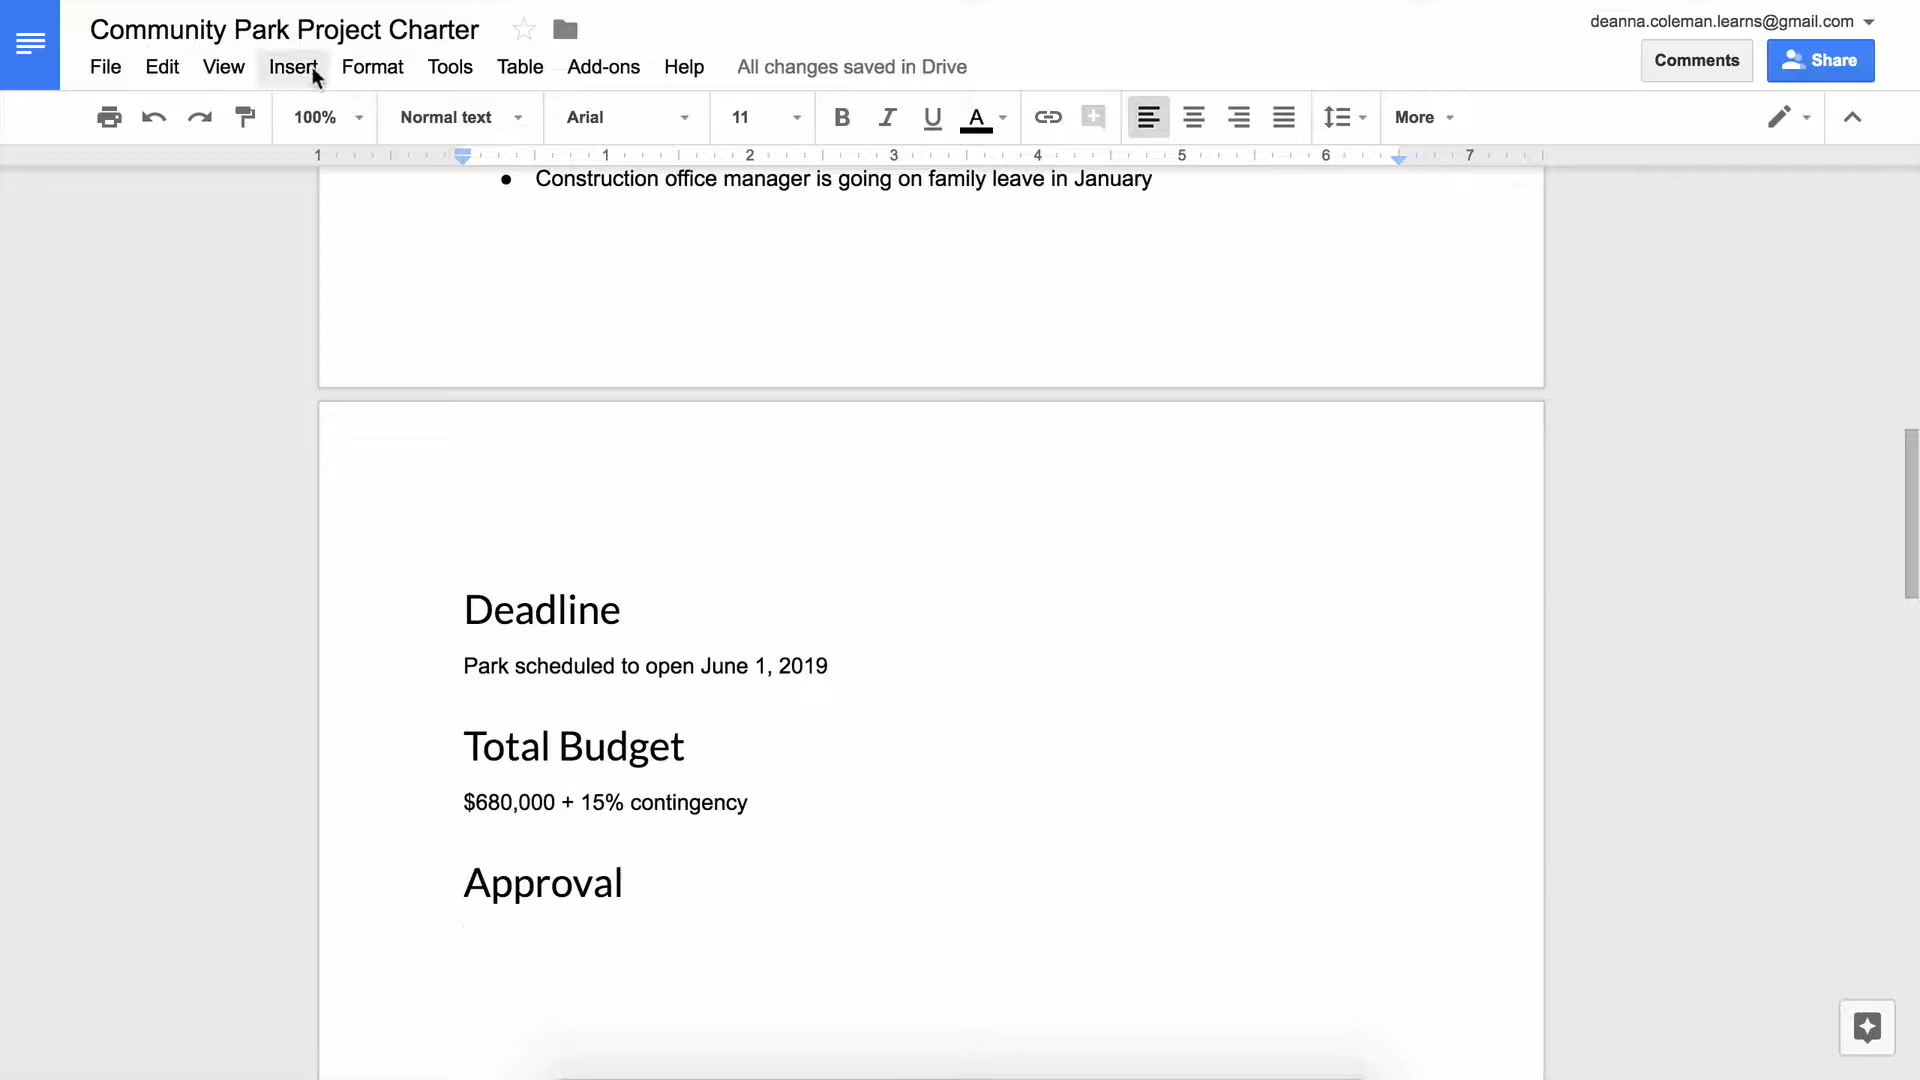 Community Park Project Charter
deanna.coleman.learns@gmail.com
File Edit View Insert Format Tools Table Add-ons Help All changes saved in Drive
Comments
Share
100% Normal text Arial 11 B I U A More
1 1 2 3 4 5 6 7
● Construction office manager is going on family leave in January
Deadline
Park scheduled to open June 1, 2019
Total Budget
$680,000 + 15% contingency
Approval